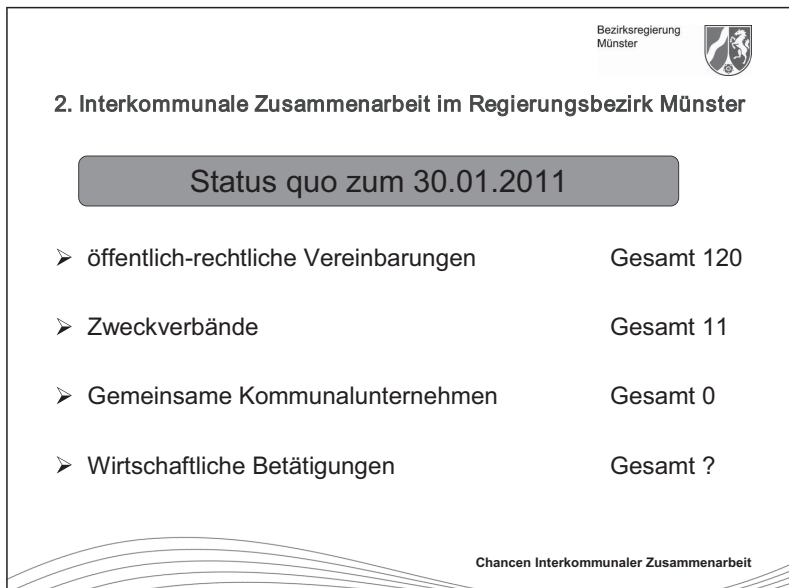 Bezirksregierung
Münster
2. Interkommunale Zusammenarbeit im Regierungsbezirk Münster
Status quo zum 30.01.2011
➢ öffentlich-rechtliche Vereinbarungen Gesamt 120
➢ Zweckverbände Gesamt 11
➢ Gemeinsame Kommunalunternehmen Gesamt 0
➢ Wirtschaftliche Betätigungen Gesamt ?
Chancen Interkommunaler Zusammenarbeit